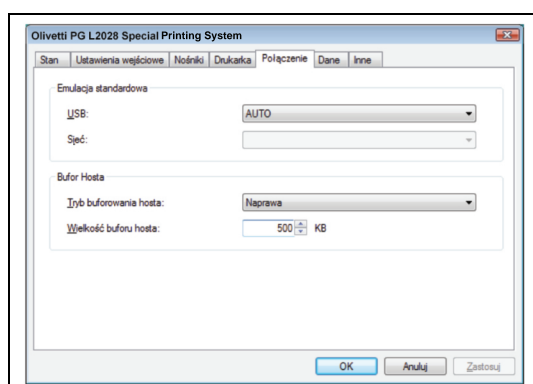 Olivetti PG L2028 Special Printing System
Stan Ustawienia wejściowe Nośniki Drukarka Połączenie Dane Inne
Emulacja standardowa
USB: AUTO
Sieć:
Bufor Hosta
Tryb buforowania hosta: Naprawa
Wielkość buforu hosta: 500 KB
OK Anuluj Zastosuj